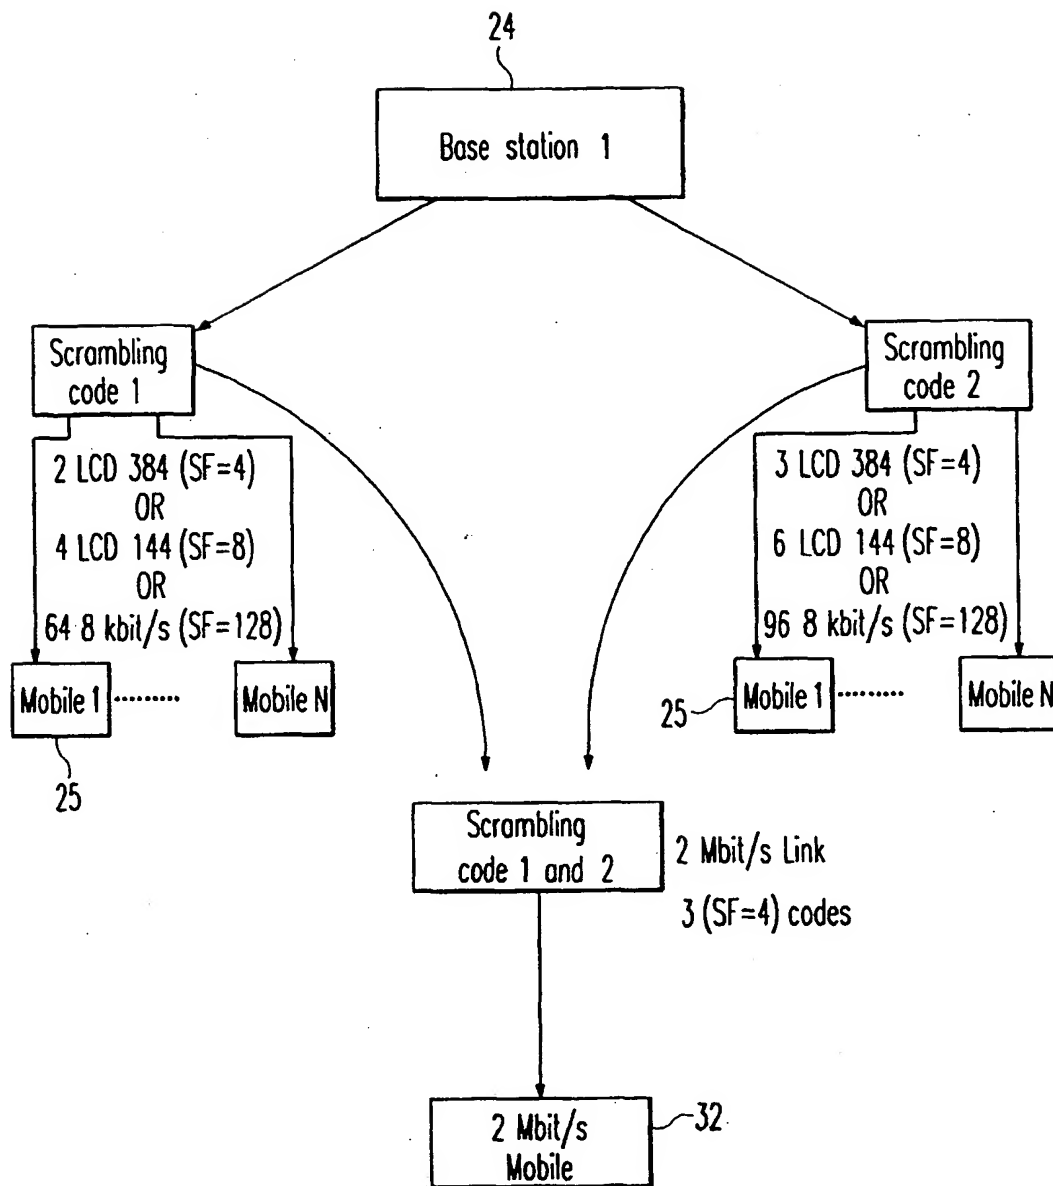 24
Base station 1
Scrambling
code 1
Scrambling
code 2
2 LCD 384 (SF=4)
OR
4 LCD 144 (SF=8)
OR
64 8 kbit/s (SF=128)
3 LCD 384 (SF=4)
OR
6 LCD 144 (SF=8)
OR
96 8 kbit/s (SF=128)
Mobile 1 ......... Mobile N
25
25
Mobile 1 ......... Mobile N
Scrambling
code 1 and 2
2 Mbit/s Link
3 (SF=4) codes
2 Mbit/s
Mobile
32